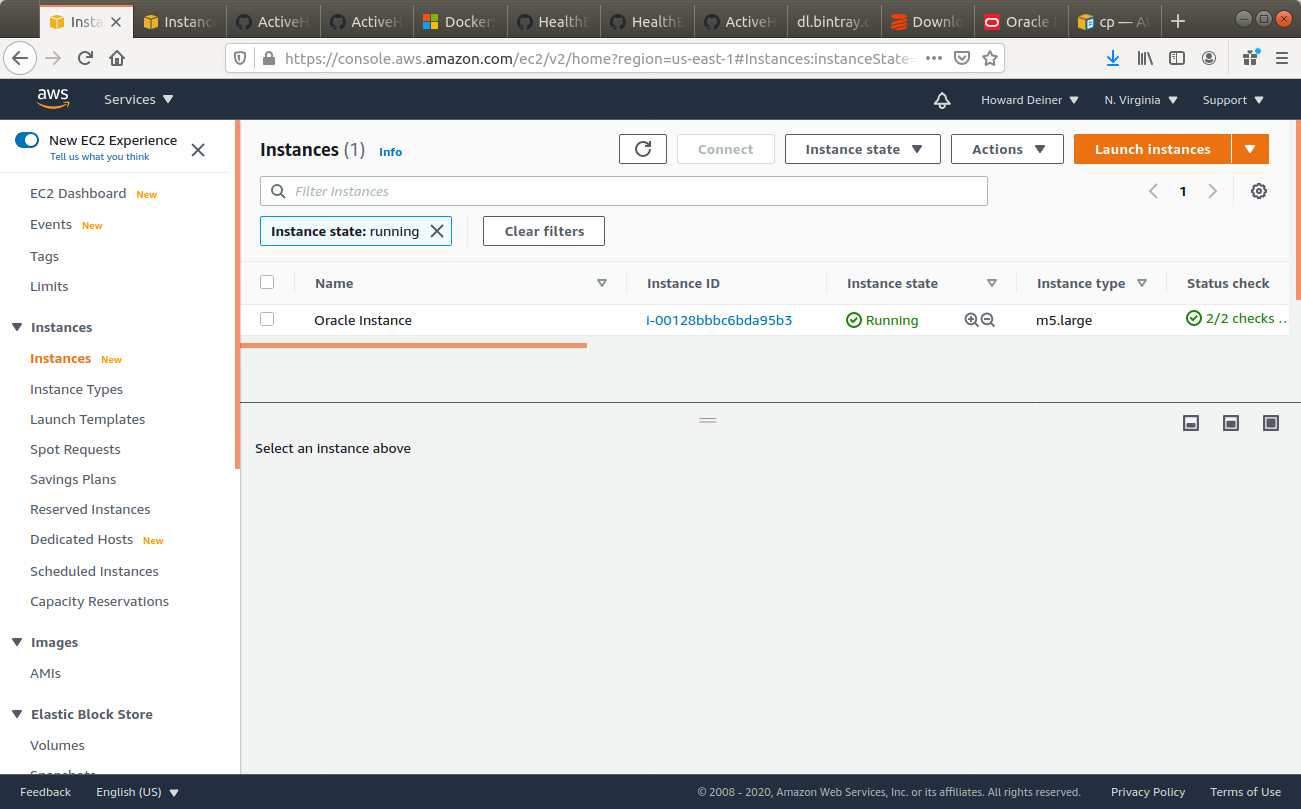 Insta
Instanc
ActiveH
ActiveH
Docker:
HealthE
HealthE
ActiveH
dl.bintray.c
Downlo
Oracle
cp — A
https://console.aws.amazon.com/ec2/v2/home?region=us-east-1#Instances:instanceState=
aws
Services
Howard Deiner
N. Virginia
Support
New EC2 Experience
Tell us what you think
EC2 Dashboard New
Events New
Tags
Limits
Instances
Instances New
Instance Types
Launch Templates
Spot Requests
Savings Plans
Reserved Instances
Dedicated Hosts New
Scheduled Instances
Capacity Reservations
Images
AMIs
Elastic Block Store
Volumes
Snapshots
Instances (1) Info
Connect
Instance state
Actions
Launch instances
Filter instances
1
Instance state: running
Clear filters
Name Instance ID Instance state Instance type Status check
Oracle Instance i-00128bbbc6bda95b3 Running m5.large 2/2 checks ...
Select an instance above
Feedback English (US) © 2008 - 2020, Amazon Web Services, Inc. or its affiliates. All rights reserved. Privacy Policy Terms of Use